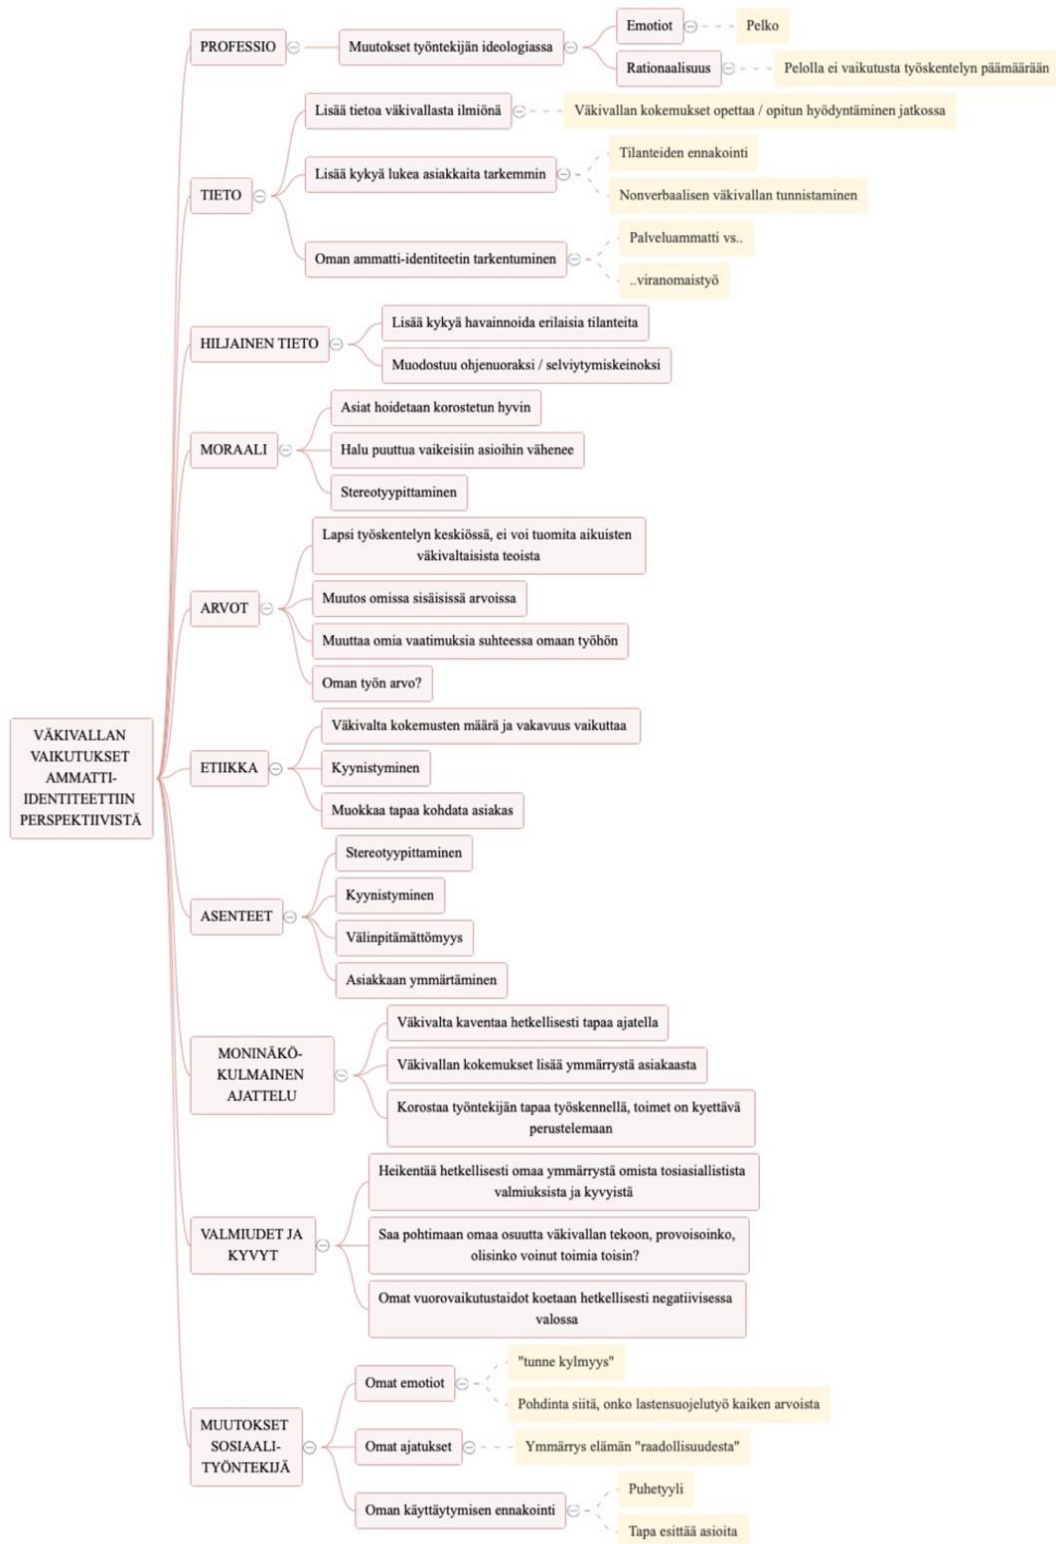 VÄKIVALLAN
VAIKUTUKSET
AMMATTI-
IDENTITEETTIIN
PERSPEKTIIVISTÄ
PROFESSIO
Muutokset työntekijän ideologiassa
Emotiot
Pelko
Rationaalisuus
Pelolla ei vaikutusta työskentelyn päämäärään
TIETO
Lisää tietoa väkivallasta ilmiönä
Väkivallan kokemukset opettaa / opitun hyödyntäminen jatkossa
Lisää kykyä lukea asiakkaita tarkemmin
Tilanteiden ennakointi
Nonverbaalisen väkivallan tunnistaminen
Oman ammatti-identiteetin tarkentuminen
Palveluammatti vs..
..viranomaistyö
HILJAINEN TIETO
Lisää kykyä havainnoida erilaisia tilanteita
Muodostuu ohjenuoraksi / selviytymiskeinoksi
MORAALI
Asiat hoidetaan korostetun hyvin
Halu puuttua vaikeisiin asioihin vähenee
Stereotyypittaminen
ARVOT
Lapsi työskentelyn keskiössä, ei voi tuomita aikuisten
väkivaltaisista teoista
Muutos omissa sisäisissä arvoissa
Muuttaa omia vaatimuksia suhteessa omaan työhön
Oman työn arvo?
ETIIKKA
Väkivalta kokemusten määrä ja vakavuus vaikuttaa
Kyynistyminen
Muokkaa tapaa kohdata asiakas
ASENTEET
Stereotyypittaminen
Kyynistyminen
Välinpitämättömyys
Asiakkaan ymmärtäminen
MONINÄKÖ-
KULMAINEN
AJATTELU
Väkivalta kaventaa hetkellisesti tapaa ajatella
Väkivallan kokemukset lisää ymmärrystä asiakaasta
Korostaa työntekijän tapaa työskennellä, toimet on kyettävä
perustelemaan
VALMIUDET JA
KYVYT
Heikentää hetkellisesti omaa ymmärrystä omista tosiasiallistista
valmiuksista ja kyvyistä
Saa pohtimaan omaa osuutta väkivallan tekoon, provoisoinko,
olisinko voinut toimia toisin?
Omat vuorovaikutustaidot koetaan hetkellisesti negatiivisessa
valossa
MUUTOKSET
SOSIAALI-
TYÖNTEKIJÄ
Omat emotiot
"tunne kylmyys"
Pohdinta siitä, onko lastensuojelutyö kaiken arvoista
Omat ajatukset
Ymmärrys elämän "raadollisuudesta"
Oman käyttäytymisen ennakointi
Puhetyyli
Tapa esittää asioita